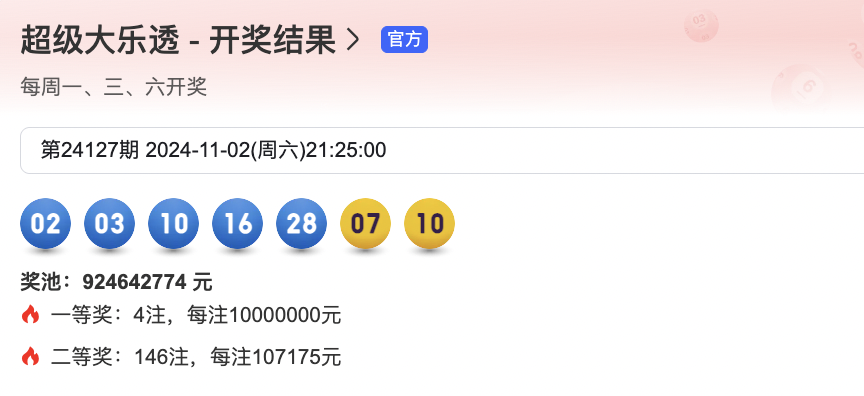 超级大乐透 - 开奖结果 > 官方
每周一、三、六开奖
第24127期 2024-11-02(周六)21:25:00
02 03 10 16 28 07 10
奖池：924642774 元
一等奖：4注，每注10000000元
二等奖：146注，每注107175元